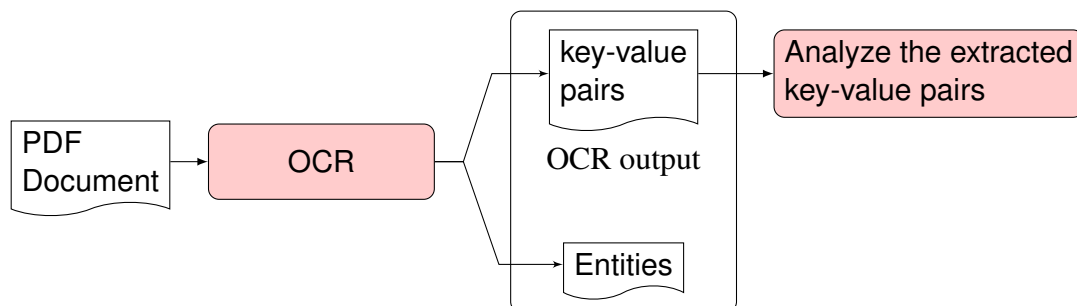 PDF
Document
OCR
key-value
pairs
OCR output
Entities
Analyze the extracted
key-value pairs